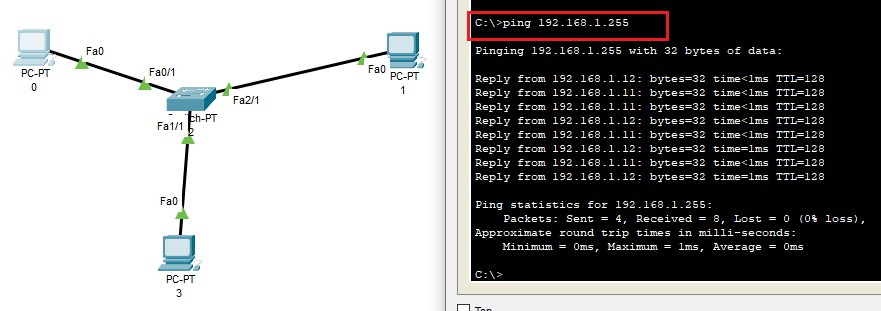 PC-PT
0
Fa0
Fa0/1
Fa2/1
Fa0
PC-PT
1
ch-PT
2
Fa1/1
Fa0
PC-PT
3
C:\>ping 192.168.1.255
Pinging 192.168.1.255 with 32 bytes of data:
Reply from 192.168.1.12: bytes=32 time<1ms TTL=128
Reply from 192.168.1.11: bytes=32 time<1ms TTL=128
Reply from 192.168.1.11: bytes=32 time<1ms TTL=128
Reply from 192.168.1.12: bytes=32 time<1ms TTL=128
Reply from 192.168.1.11: bytes=32 time=1ms TTL=128
Reply from 192.168.1.12: bytes=32 time=1ms TTL=128
Reply from 192.168.1.11: bytes=32 time<1ms TTL=128
Reply from 192.168.1.12: bytes=32 time=1ms TTL=128
Ping statistics for 192.168.1.255:
Packets: Sent = 4, Received = 8, Lost = 0 (0% loss),
Approximate round trip times in milli-seconds:
Minimum = 0ms, Maximum = 1ms, Average = 0ms
C:\>